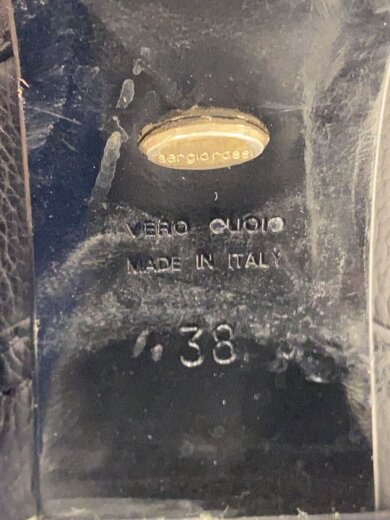 sergiorossi
VERO CUOIO
MADE IN ITALY
38